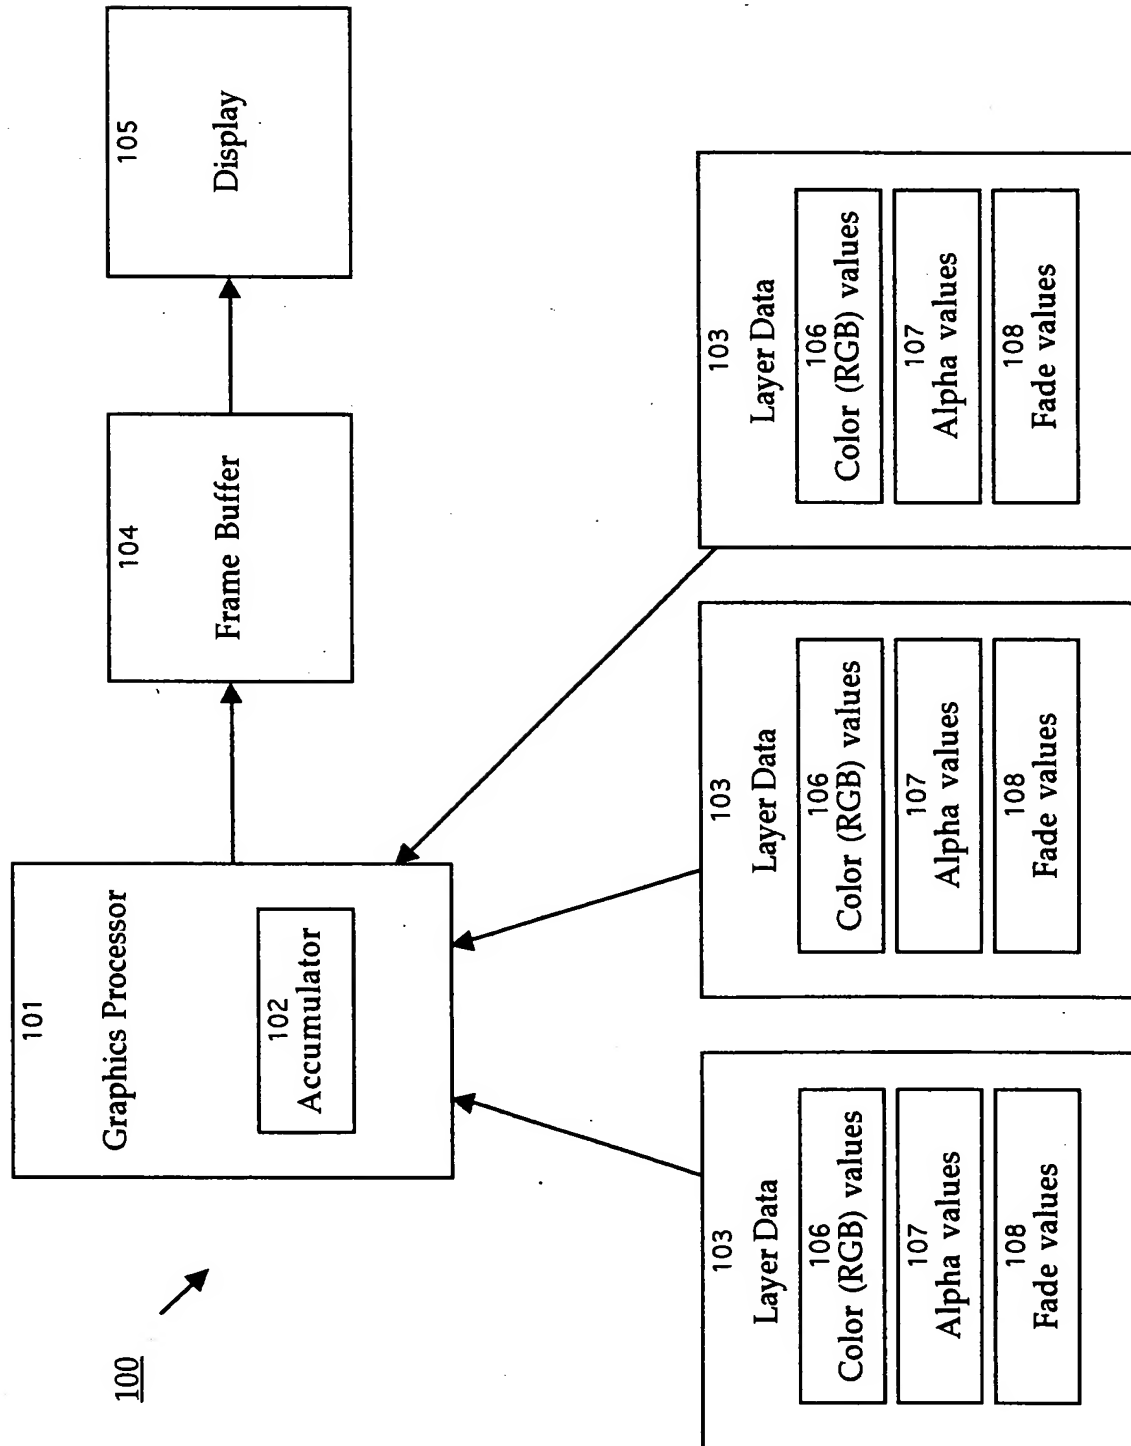 100
101
Graphics Processor
102
Accumulator
104
Frame Buffer
105
Display
103
Layer Data
106
Color (RGB) values
107
Alpha values
108
Fade values
103
Layer Data
106
Color (RGB) values
107
Alpha values
108
Fade values
103
Layer Data
106
Color (RGB) values
107
Alpha values
108
Fade values